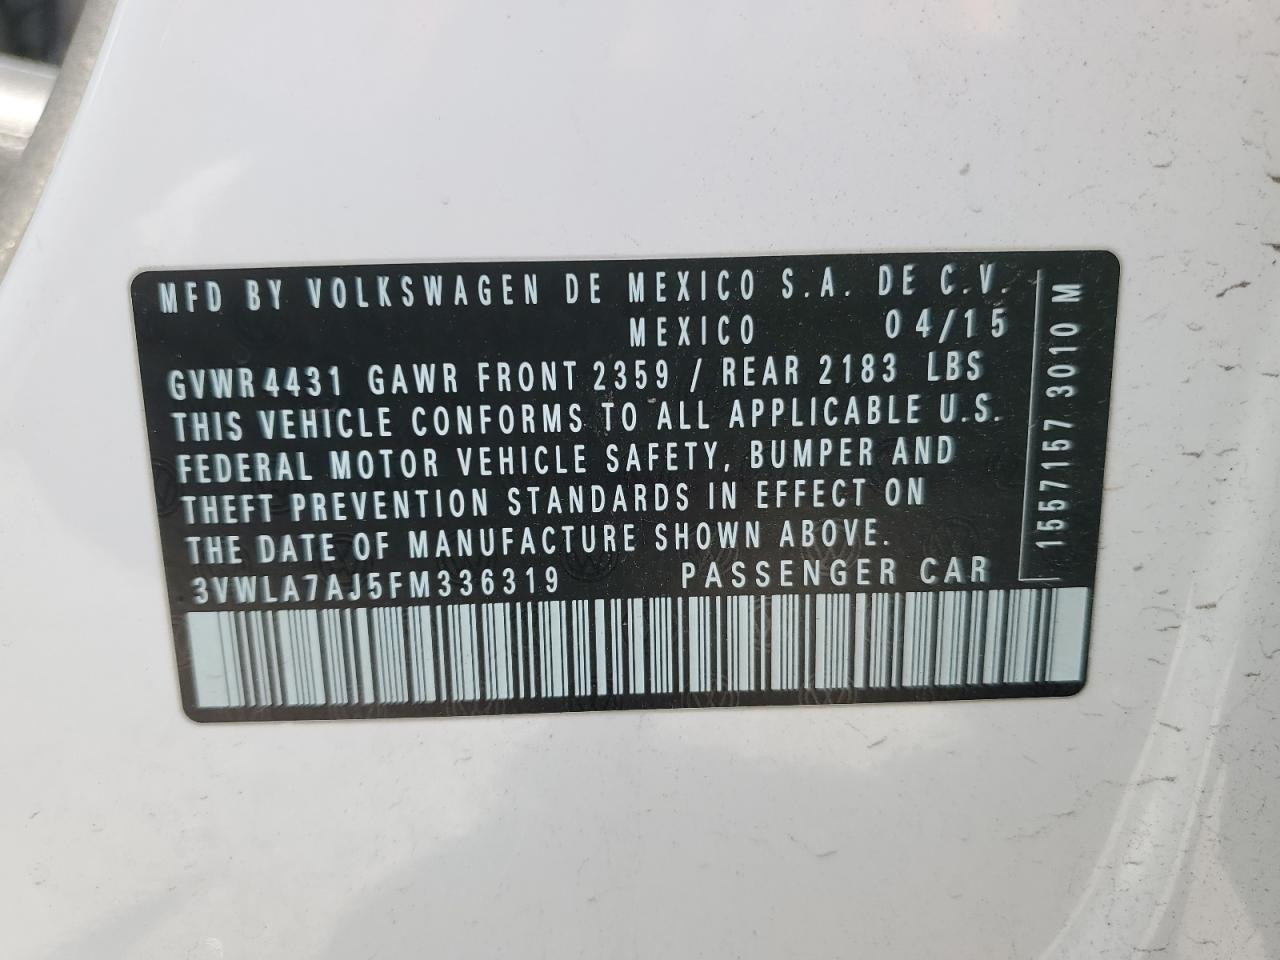 MFD BY VOLKSWAGEN DE MEXICO S.A. DE C.V.
MEXICO 04/15
GVWR 4431 GAWR FRONT 2359 / REAR 2183 LBS
THIS VEHICLE CONFORMS TO ALL APPLICABLE U.S.
FEDERAL MOTOR VEHICLE SAFETY, BUMPER AND
THEFT PREVENTION STANDARDS IN EFFECT ON
THE DATE OF MANUFACTURE SHOWN ABOVE.
3VWLA7AJ5FM336319 PASSENGER CAR
1557157 3010 M